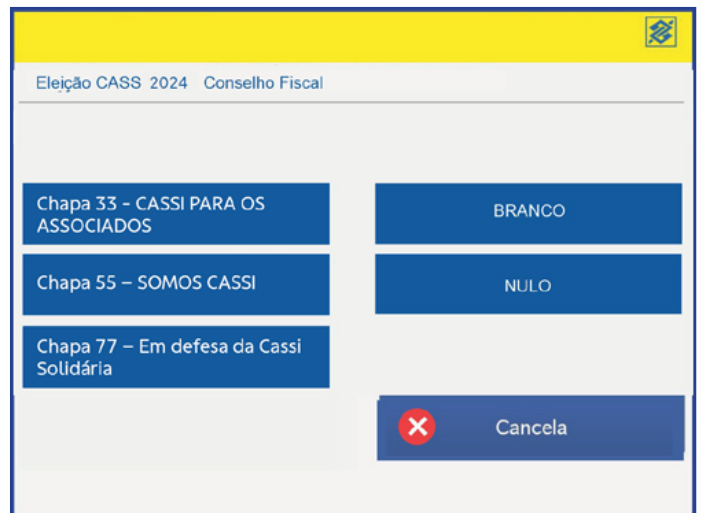 Eleição CASS 2024 Conselho Fiscal
Chapa 33 - CASSI PARA OS
ASSOCIADOS
BRANCO
Chapa 55 – SOMOS CASSI
NULO
Chapa 77 – Em defesa da Cassi
Solidária
Cancela